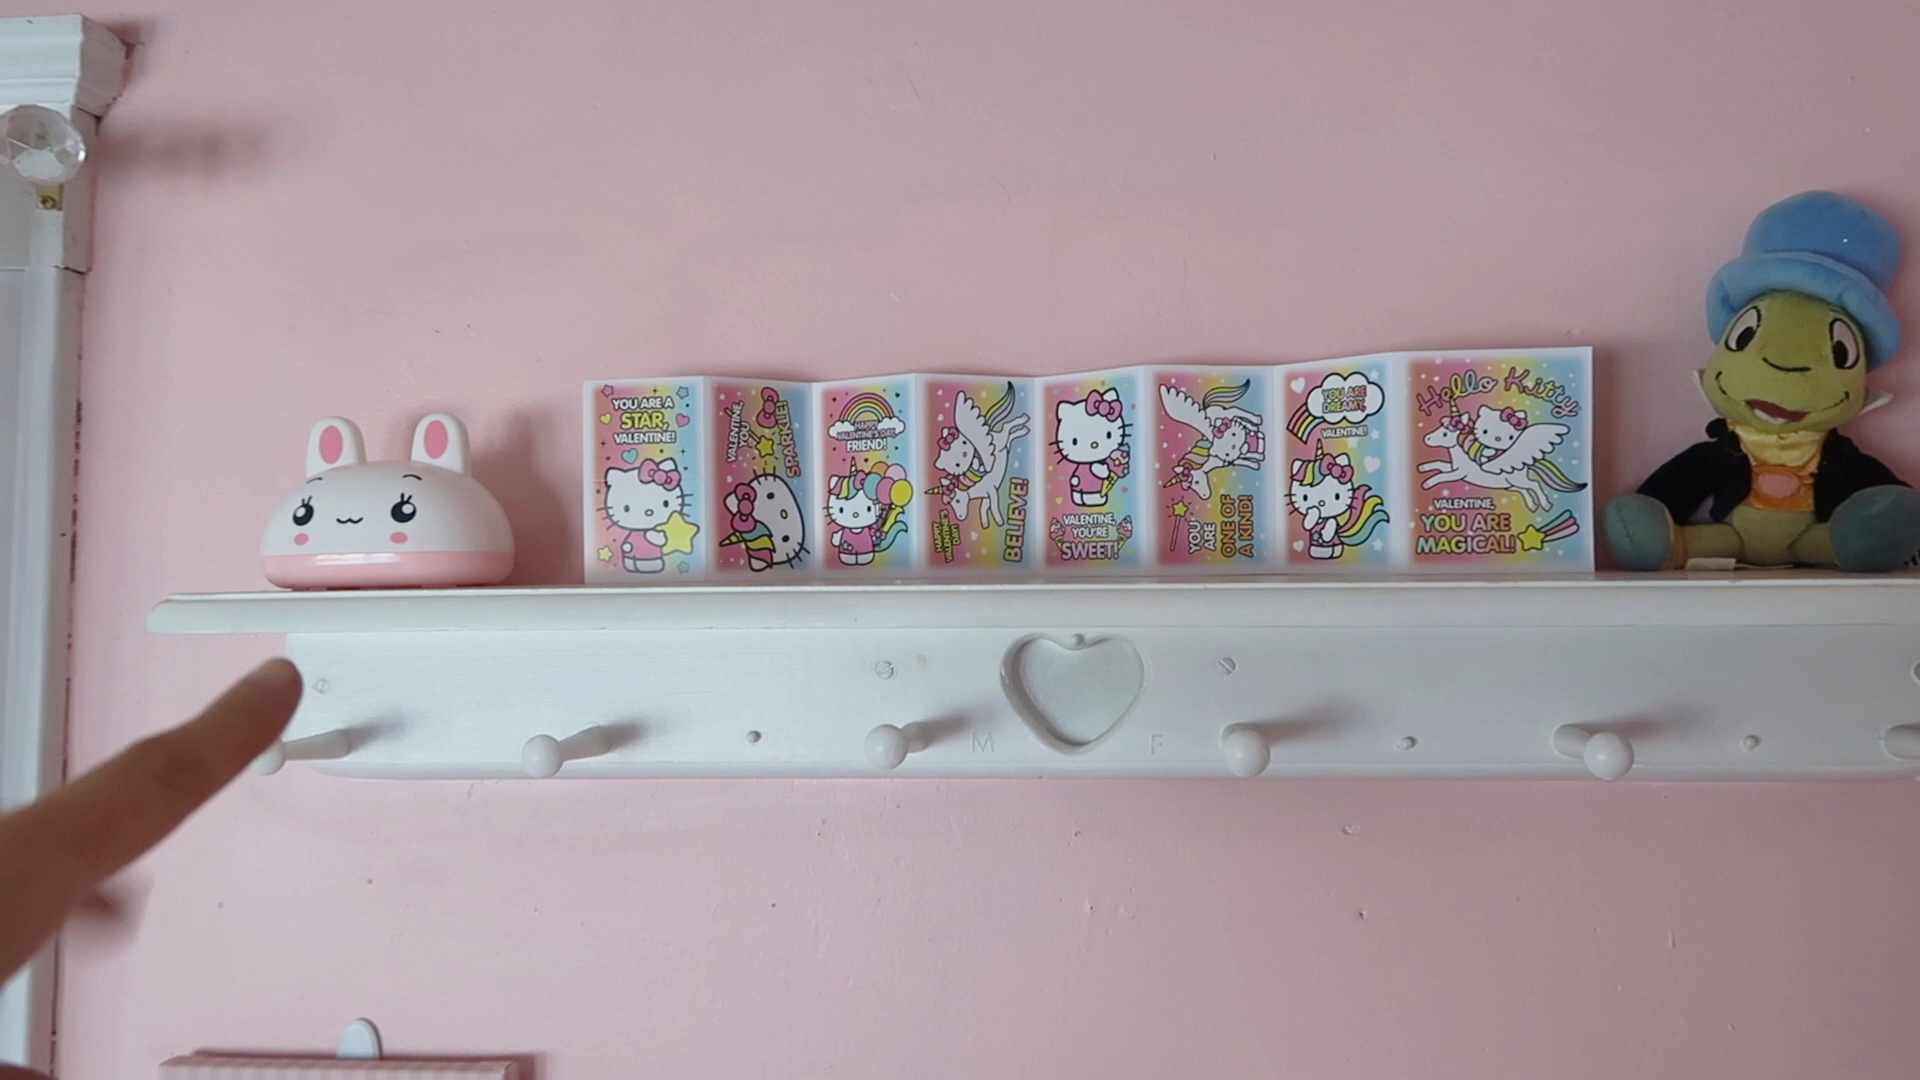 YOU ARE A
STAR,
VALENTINE!
VALENTINE,
YOU
SPARKLE!
HAPPY
VALENTINE'S DAY,
FRIEND!
HAPPY
VALENTINE'S
DAY!
BELIEVE!
VALENTINE,
YOU'RE
SWEET!
YOU
ARE
ONE OF
A KIND!
YOU ARE
DREAMY,
VALENTINE!
Hello Kitty
VALENTINE,
YOU ARE
MAGICAL!
M
F